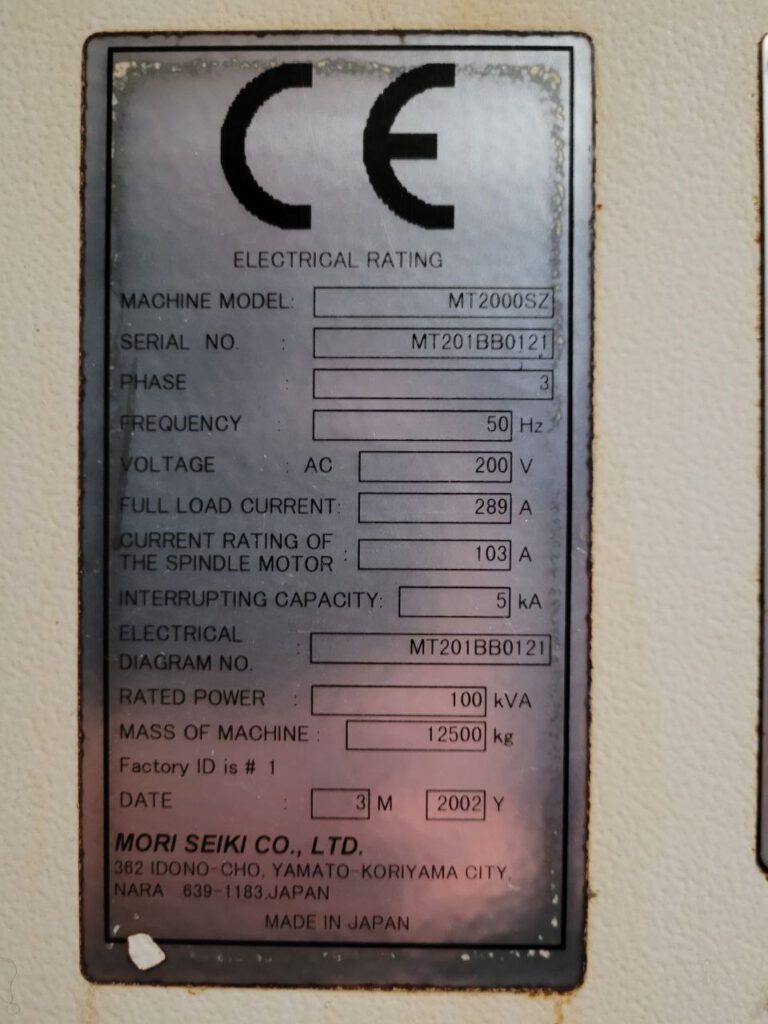 CE
ELECTRICAL RATING
MACHINE MODEL: MT2000SZ
SERIAL NO. : MT201BB0121
PHASE : 3
FREQUENCY : 50 Hz
VOLTAGE : AC 200 V
FULL LOAD CURRENT: 289 A
CURRENT RATING OF
THE SPINDLE MOTOR : 103 A
INTERRUPTING CAPACITY: 5 kA
ELECTRICAL
DIAGRAM NO. : MT201BB0121
RATED POWER : 100 kVA
MASS OF MACHINE : 12500 kg
Factory ID is # 1
DATE : 3 M 2002 Y
MORI SEIKI CO., LTD.
362 IDONO-CHO, YAMATO-KORIYAMA CITY,
NARA 639-1183,JAPAN
MADE IN JAPAN